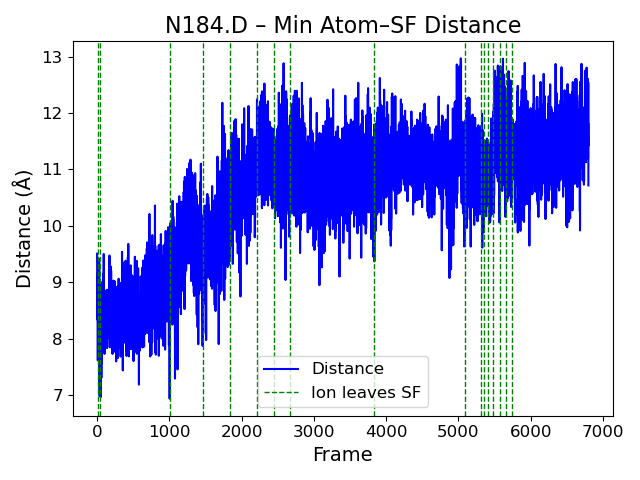 N184.D – Min Atom–SF Distance
13
12
11
10
9
8
7
Distance (Å)
Distance
Ion leaves SF
0 1000 2000 3000 4000 5000 6000 7000
Frame